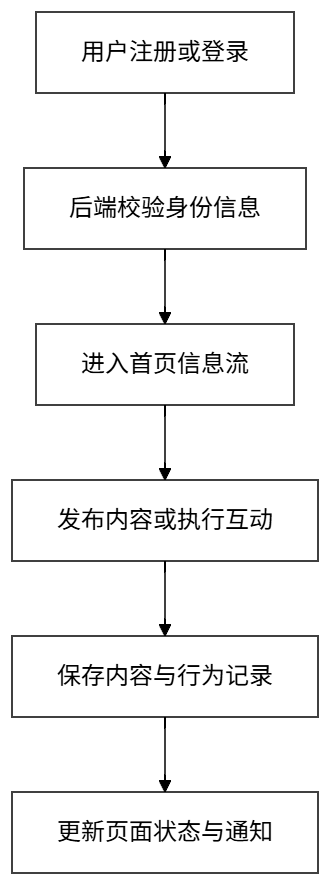 用户注册或登录
后端校验身份信息
进入首页信息流
发布内容或执行互动
保存内容与行为记录
更新页面状态与通知